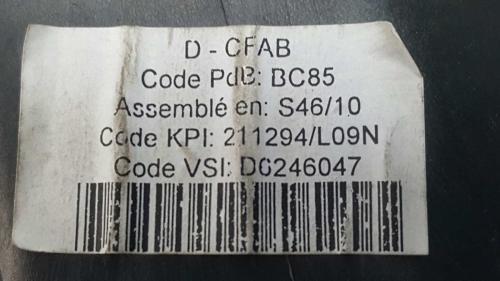 D - CFAB
Code PdB: BC85
Assemblé en: S46/10
Code KPI: 211294/L09N
Code VSI: D0246047